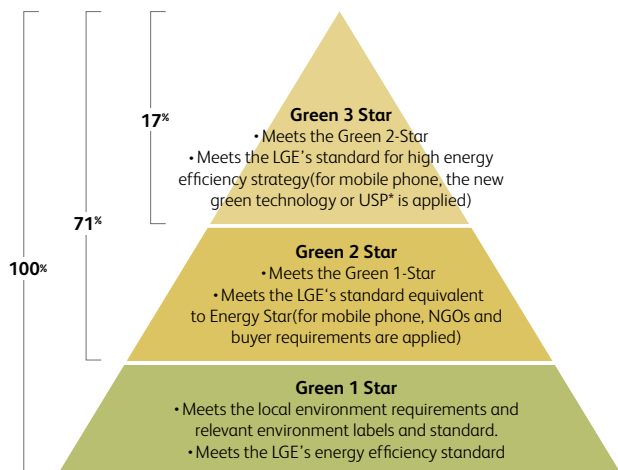 Green 3 Star
• Meets the Green 2-Star
• Meets the LGE's standard for high energy
efficiency strategy(for mobile phone, the new
green technology or USP* is applied)
17%
71%
100%
Green 2 Star
• Meets the Green 1-Star
• Meets the LGE‘s standard equivalent
to Energy Star(for mobile phone, NGOs and
buyer requirements are applied)
Green 1 Star
• Meets the local environment requirements and
relevant environment labels and standard.
• Meets the LGE's energy efficiency standard